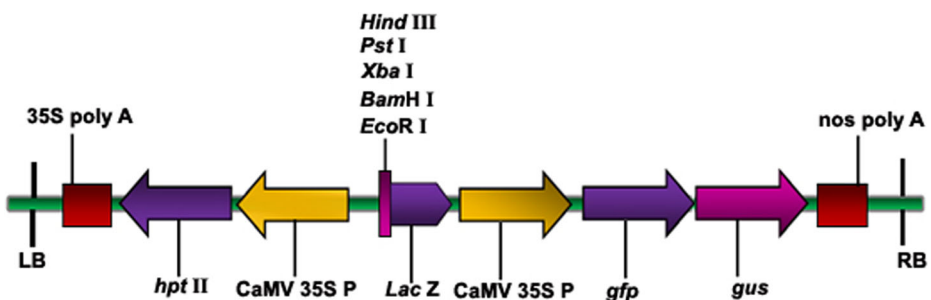 Hind III
Pst I
Xba I
BamH I
EcoR I
35S poly A
nos poly A
LB
RB
hpt II
CaMV 35S P
Lac Z
CaMV 35S P
gfp
gus